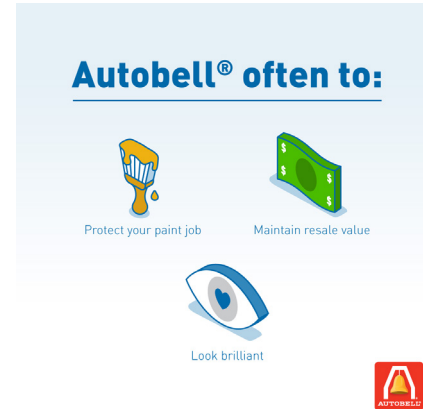 Autobell® often to:
Protect your paint job
Maintain resale value
$
$
$
$
Look brilliant
AUTOBELL®